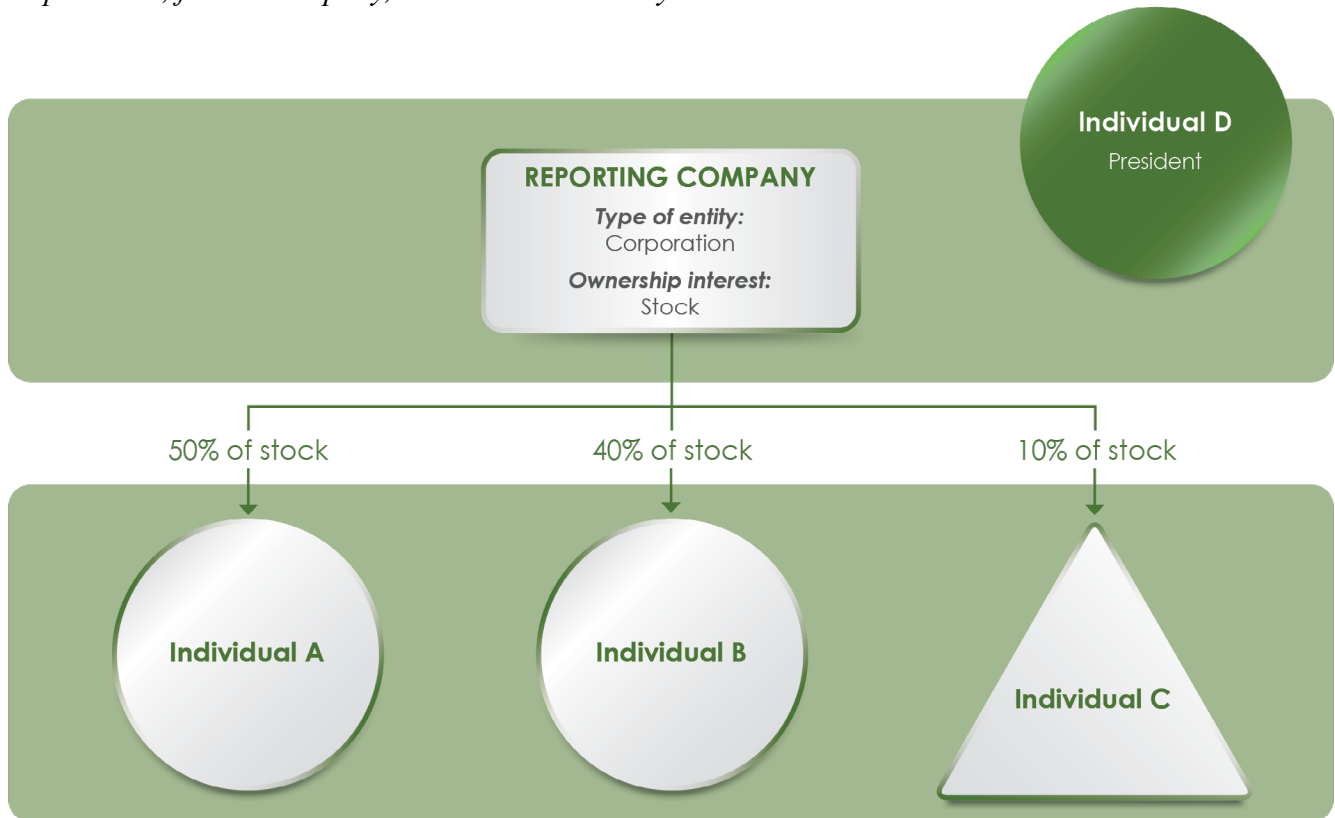 Individual D
President
REPORTING COMPANY
Type of entity:
Corporation
Ownership interest:
Stock
50% of stock
40% of stock
10% of stock
Individual A
Individual B
Individual C